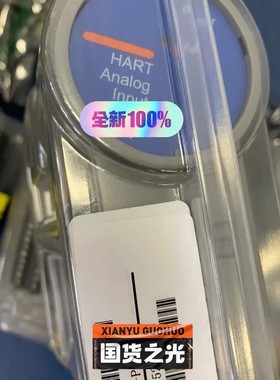 HART
Analog
Input
全新100%
XIANYU GUOHUO
国货之光